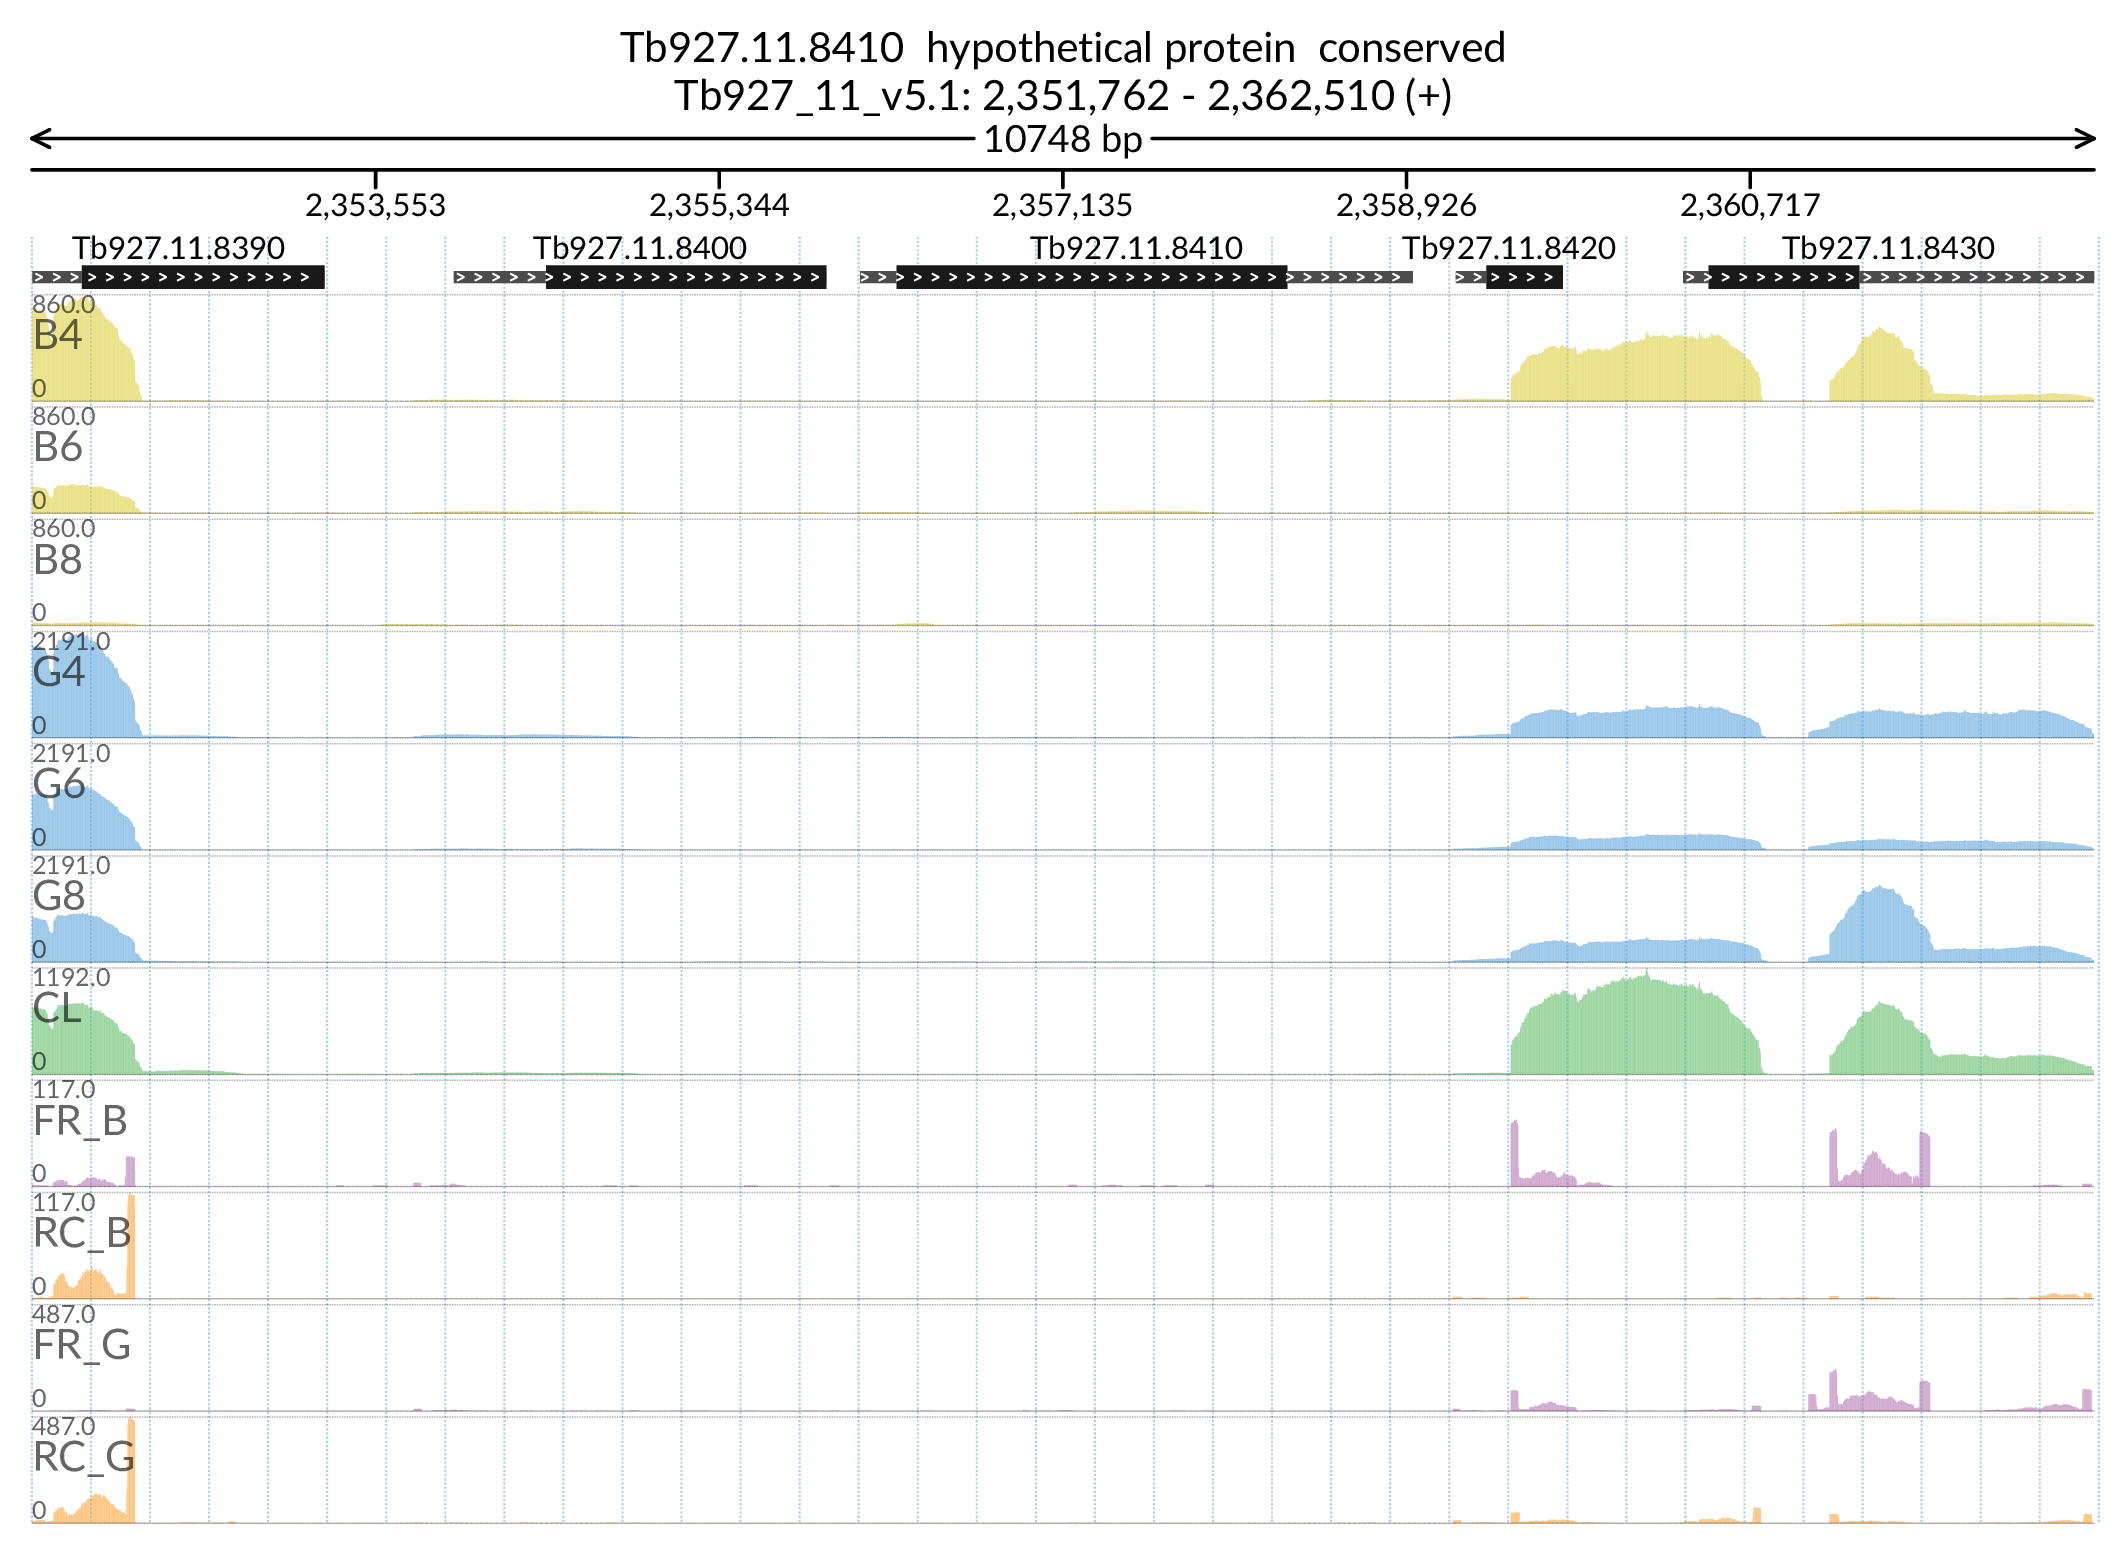 Tb927.11.8410  hypothetical protein  conserved
Tb927_11_v5.1: 2,351,762 - 2,362,510 (+)
10748 bp
2,353,553 2,355,344 2,357,135 2,358,926 2,360,717
Tb927.11.8390 Tb927.11.8400 Tb927.11.8410 Tb927.11.8420 Tb927.11.8430
860.0
B4
0
860.0
B6
0
860.0
B8
0
2191.0
G4
0
2191.0
G6
0
2191.0
G8
0
1192.0
CL
0
117.0
FR_B
0
117.0
RC_B
0
487.0
FR_G
0
487.0
RC_G
0